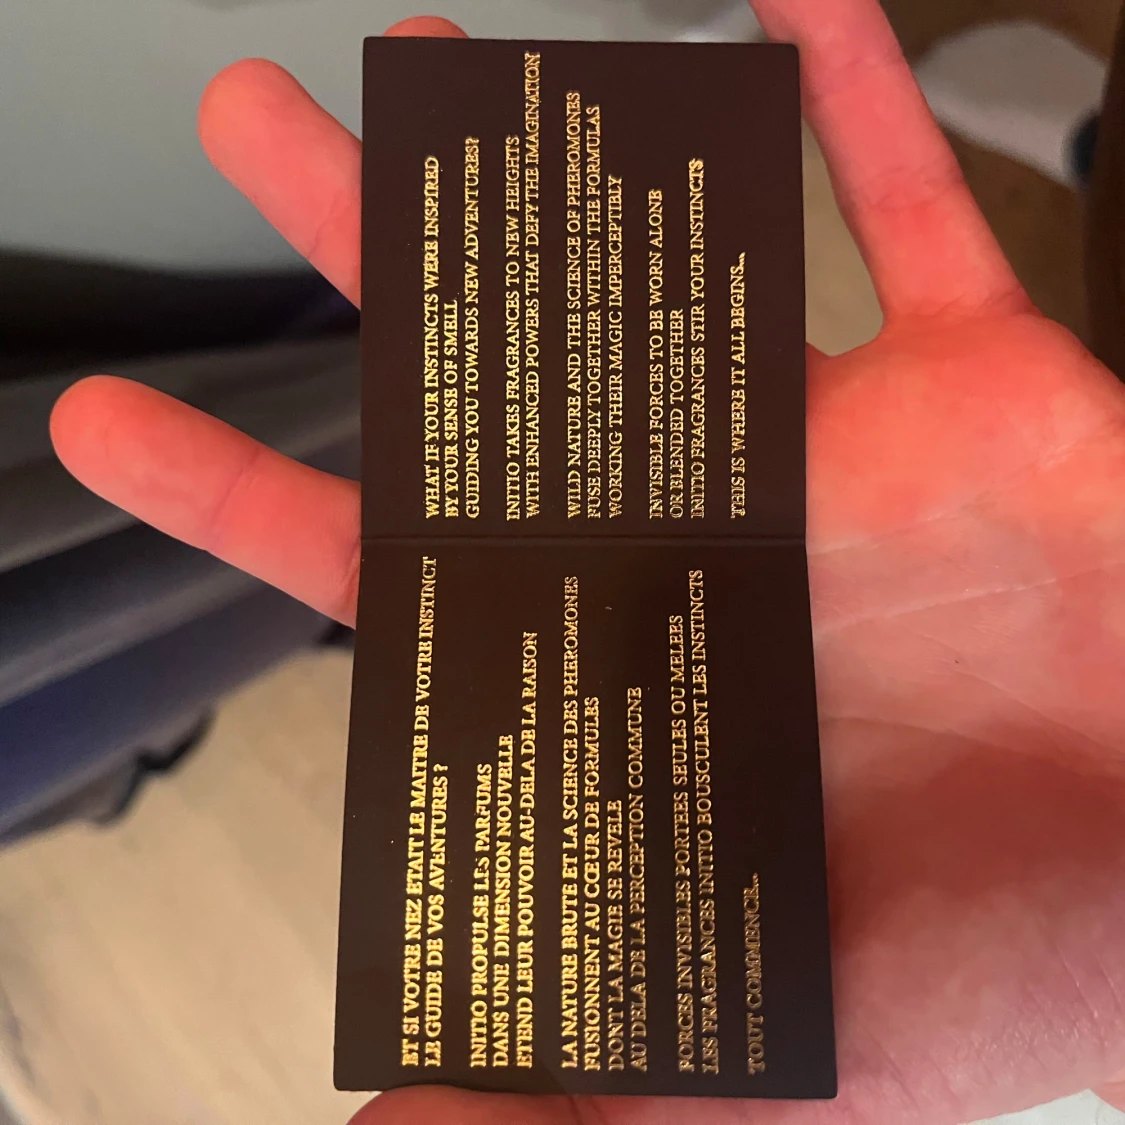 ET SI VOTRE NEZ ETAIT LE MAITRE DE VOTRE INSTINCT
LE GUIDE DE VOS AVENTURES ?
INITIO PROPULSE LES PARFUMS
DANS UNE DIMENSION NOUVELLE
ETEND LEUR POUVOIR AU-DELA DE LA RAISON
LA NATURE BRUTE ET LA SCIENCE DES PHEROMONES
FUSIONNENT AU CŒUR DE FORMULES
DONT LA MAGIE SE REVELE
AU DELA DE LA PERCEPTION COMMUNE
FORCES INVISIBLES PORTEES SEULES OU MELEES
LES FRAGRANCES INITIO BOUSCULENT LES INSTINCTS
TOUT COMMENCE...
WHAT IF YOUR INSTINCTS WERE INSPIRED
BY YOUR SENSE OF SMELL
GUIDING YOU TOWARDS NEW ADVENTURES?
INITIO TAKES FRAGRANCES TO NEW HEIGHTS
WITH ENHANCED POWERS THAT DEFY THE IMAGINATION
WILD NATURE AND THE SCIENCE OF PHEROMONES
FUSE DEEPLY TOGETHER WITHIN THE FORMULAS
WORKING THEIR MAGIC IMPERCEPTIBLY
INVISIBLE FORCES TO BE WORN ALONE
OR BLENDED TOGETHER
INITIO FRAGRANCES STIR YOUR INSTINCTS
THIS IS WHERE IT ALL BEGINS...